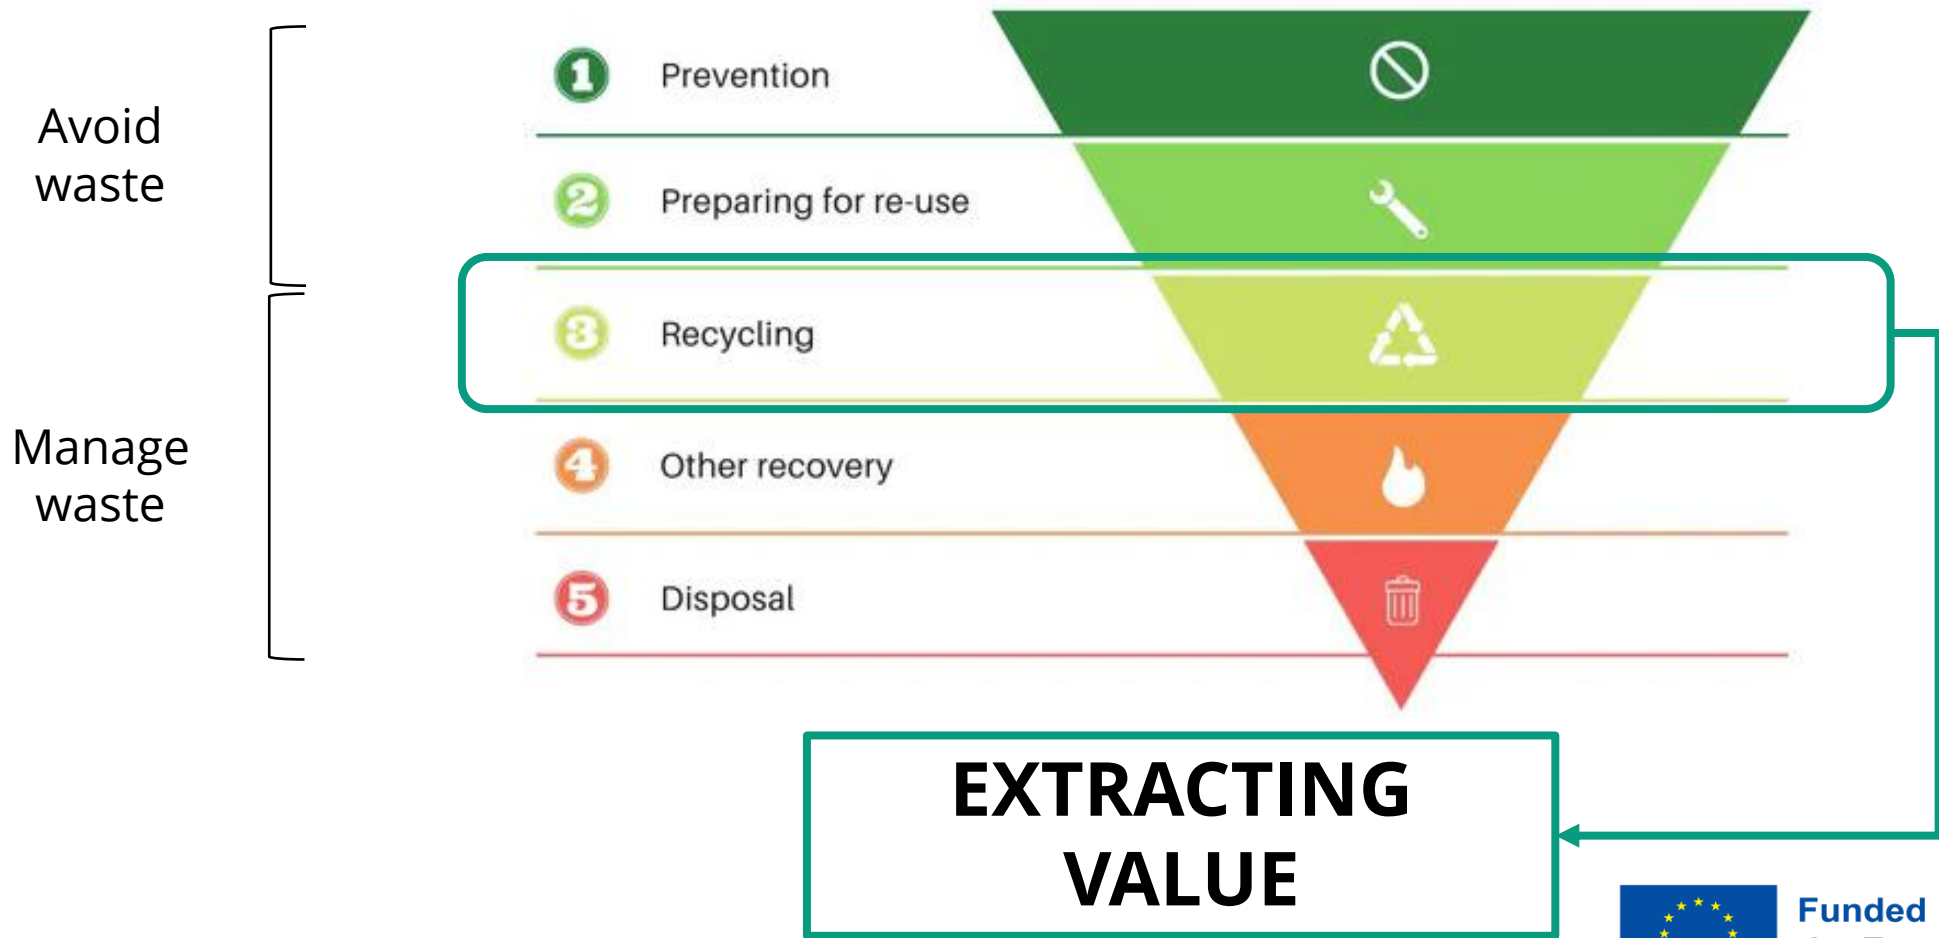 Avoid
waste
Manage
waste
1 Prevention
2 Preparing for re-use
3 Recycling
4 Other recovery
5 Disposal
EXTRACTING
VALUE
Funded